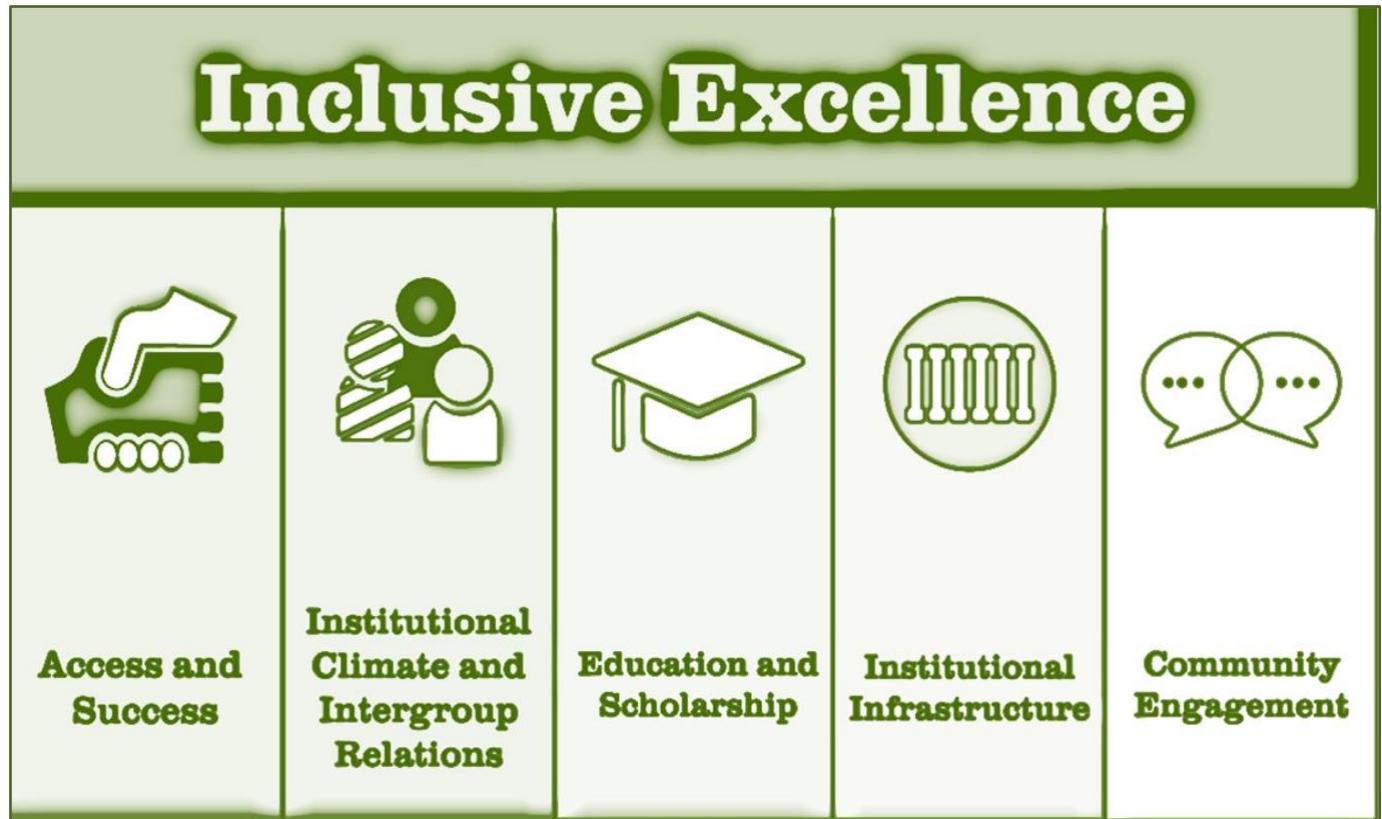 Inclusive Excellence
Access and
Success
Institutional
Climate and
Intergroup
Relations
Education and
Scholarship
Institutional
Infrastructure
Community
Engagement